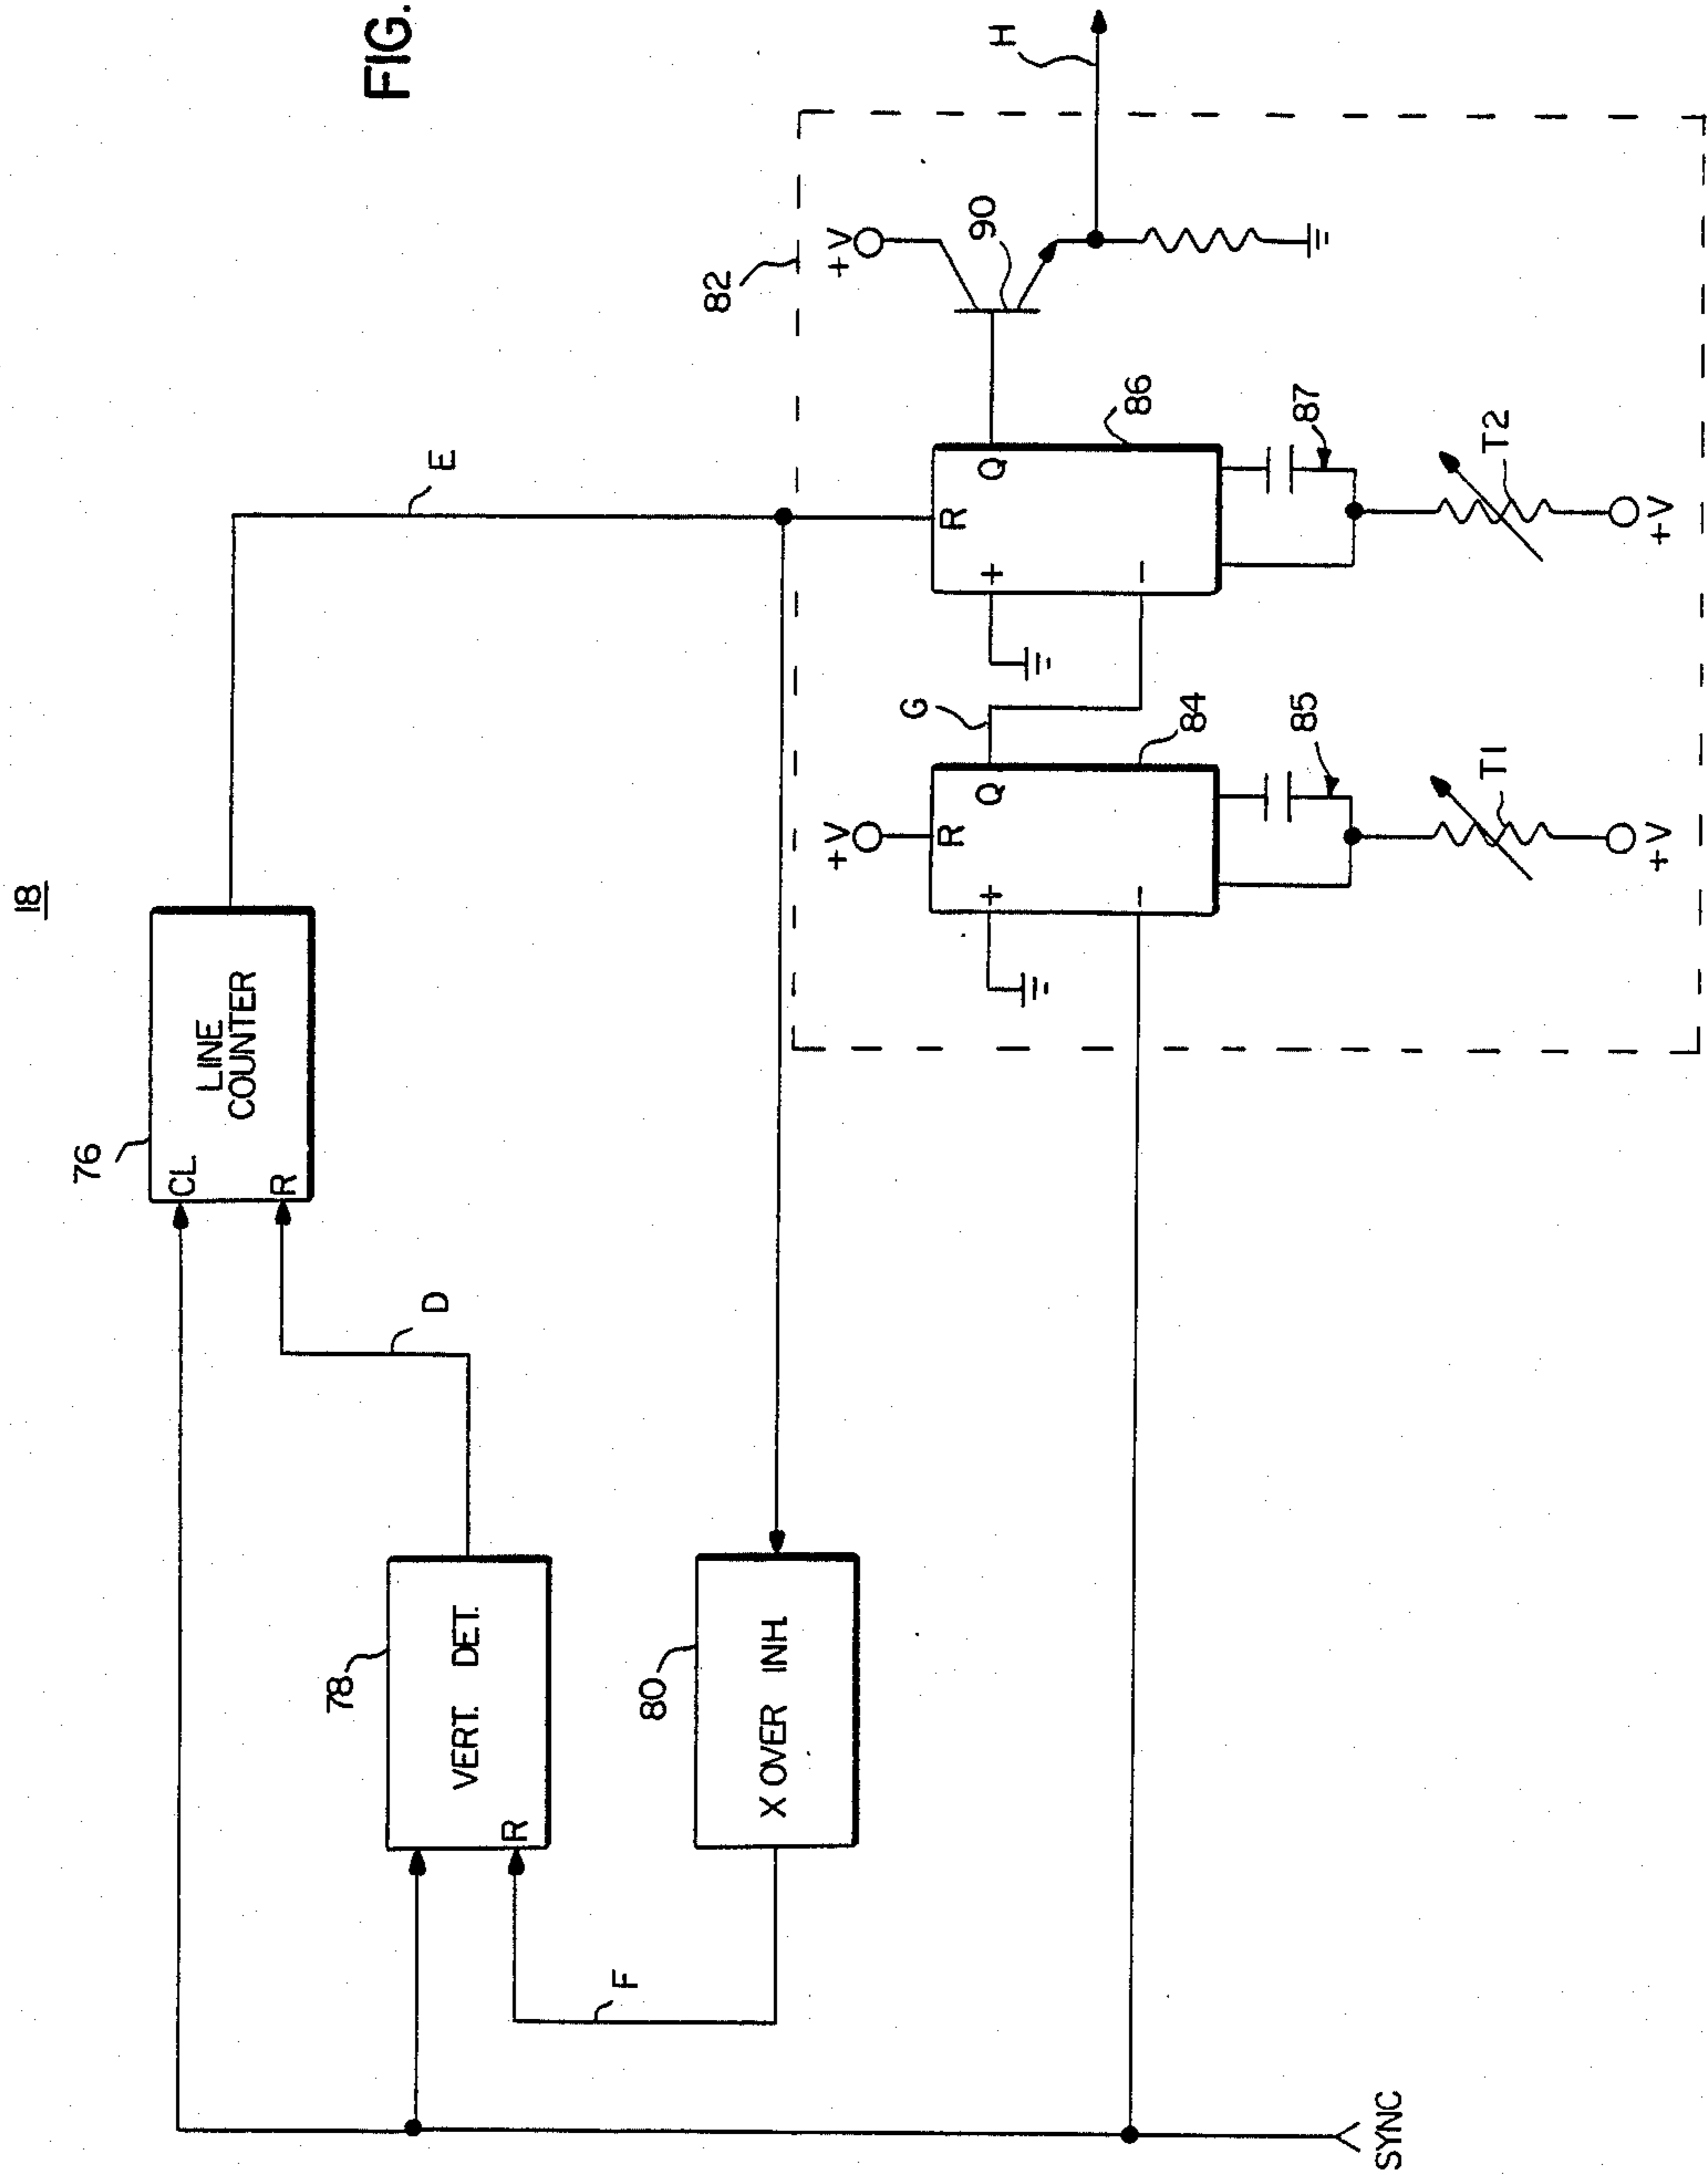 18
76
CL
LINE
COUNTER
R
78
FIG.
D
E
VERT. DET.
R
F
80
82
X OVER INH.
+V
+V
G
R
R
90
+
Q
+
Q
H
−
−
84
86
85
87
SYNC
T1
T2
+V
+V